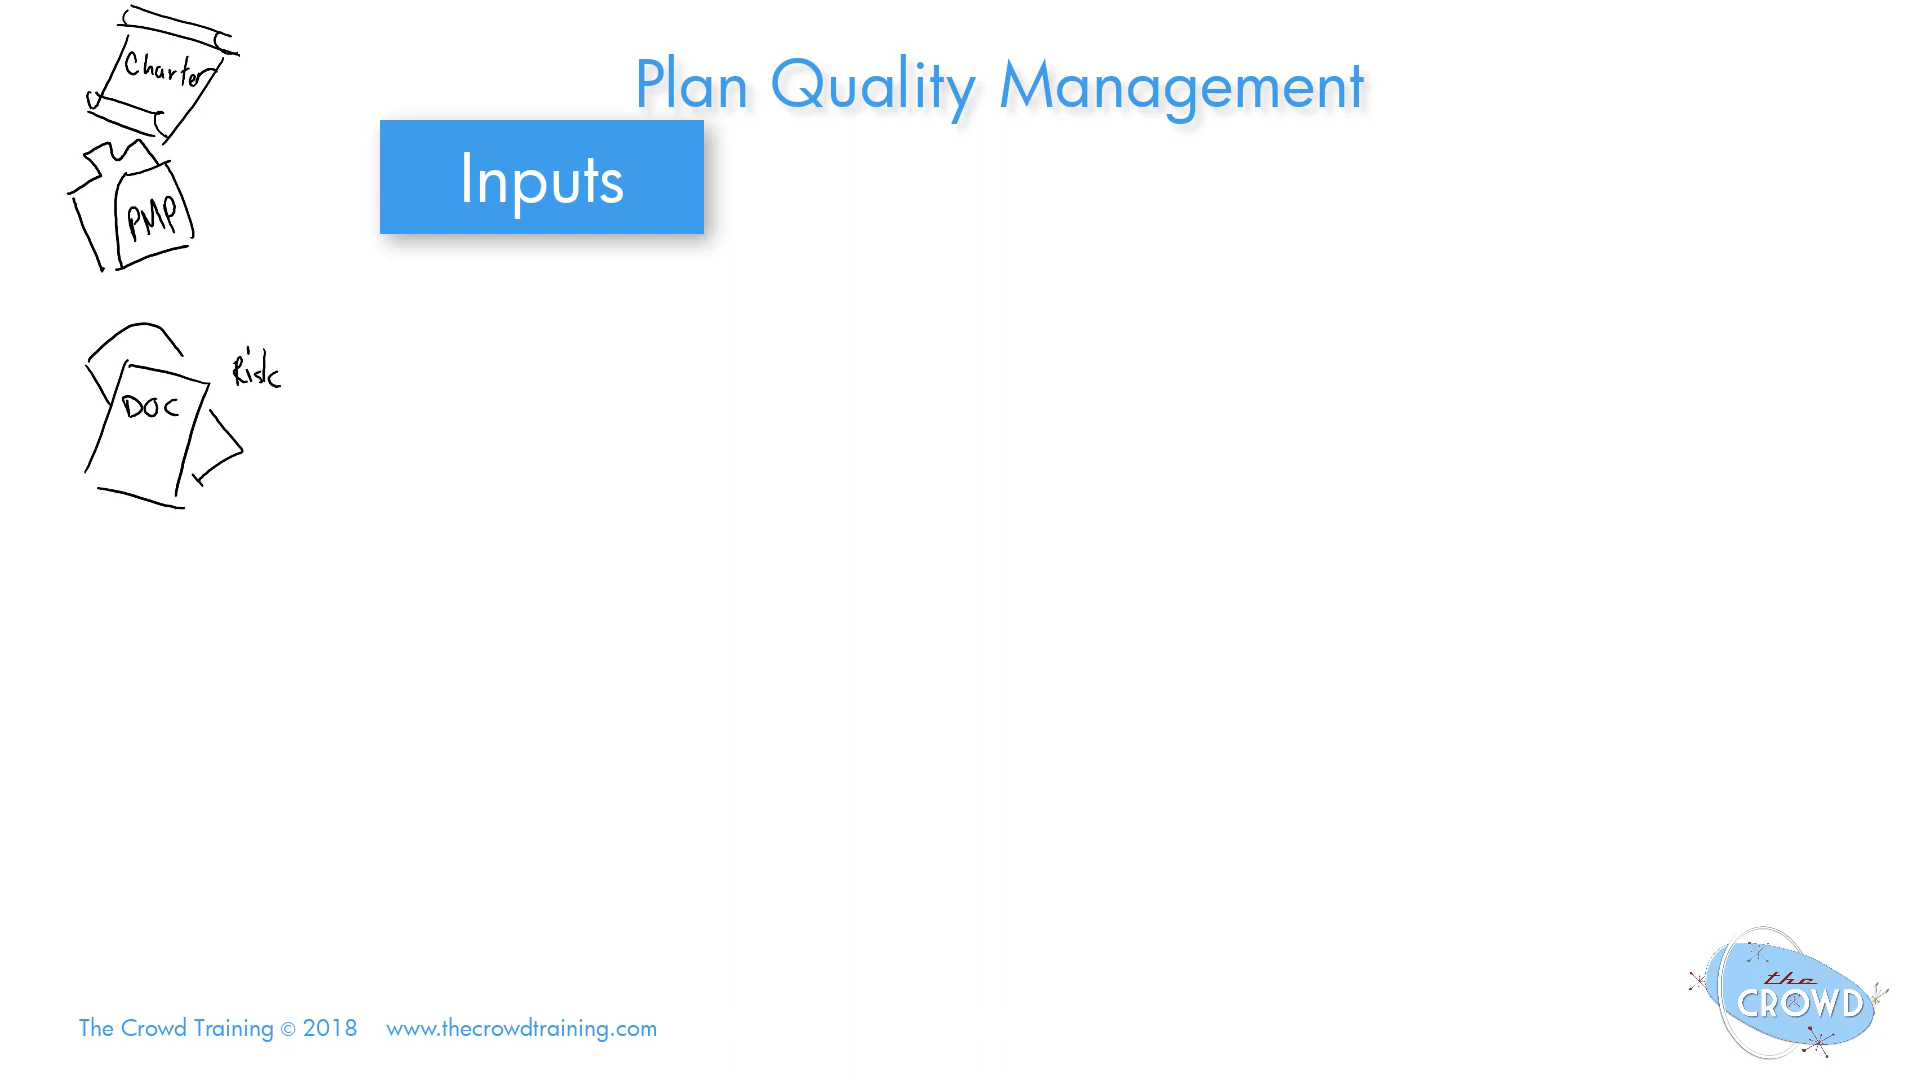 Charter
Plan Quality Management
Inputs
PMP
Risk
DOC
The Crowd Training © 2018 www.thecrowdtraining.com
the
CROWD